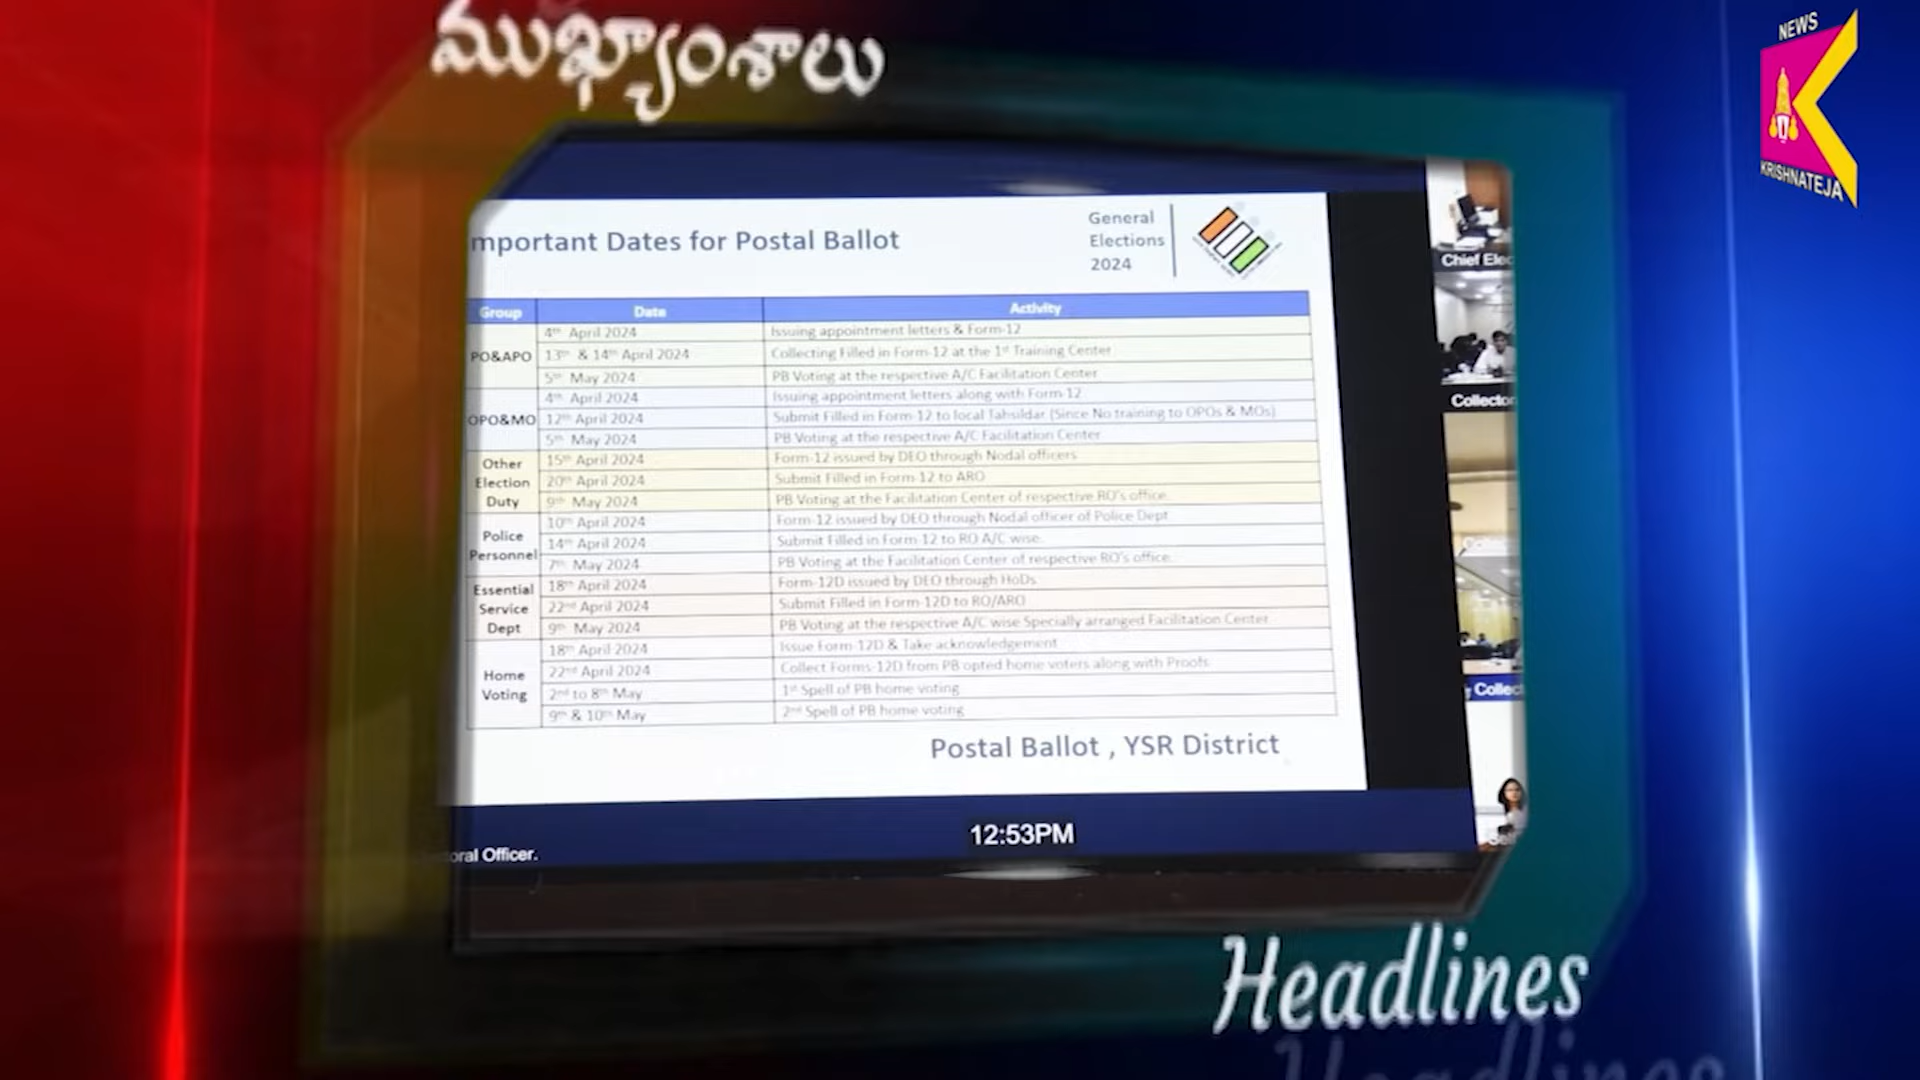 ముఖ్యాంశాలు
NEWS
KRISHNATEJA
mportant Dates for Postal Ballot
General
Elections
2024
Group Date Activity
PO&APO
4th April 2024 Issuing appointment letters & Form-12
13th & 14th April 2024 Collecting Filled in Form-12 at the 1st Training Center
5th May 2024 PB Voting at the respective A/C Facilitation Center
OPO&MO
4th April 2024 Issuing appointment letters along with Form-12
12th April 2024 Submit Filled in Form-12 to local Tahsildar (Since No training to OPOs & MOs)
5th May 2024 PB Voting at the respective A/C Facilitation Center
Other
Election
Duty
15th April 2024 Form-12 issued by DEO through Nodal officers
20th April 2024 Submit Filled in Form-12 to ARO
9th May 2024 PB Voting at the Facilitation Center of respective RO's office
Police
Personnel
10th April 2024 Form-12 issued by DEO through Nodal officer of Police Dept
14th April 2024 Submit Filled in Form-12 to RO A/C wise.
7th May 2024 PB Voting at the Facilitation Center of respective RO's office.
Essential
Service
Dept
18th April 2024 Form-12D issued by DEO through HoDs
22nd April 2024 Submit Filled in Form-12D to RO/ARO
9th May 2024 PB Voting at the respective A/C wise Specially arranged Facilitation Center
Home
Voting
18th April 2024 Issue Form-12D & Take acknowledgement
22nd April 2024 Collect Forms-12D from PB opted home voters along with Proofs
2nd to 8th May 1st Spell of PB home voting
9th & 10th May 2nd Spell of PB home voting
Postal Ballot , YSR District
Chief Elec
Collector
Collect
12:53PM
oral Officer.
Headlines
Headlines